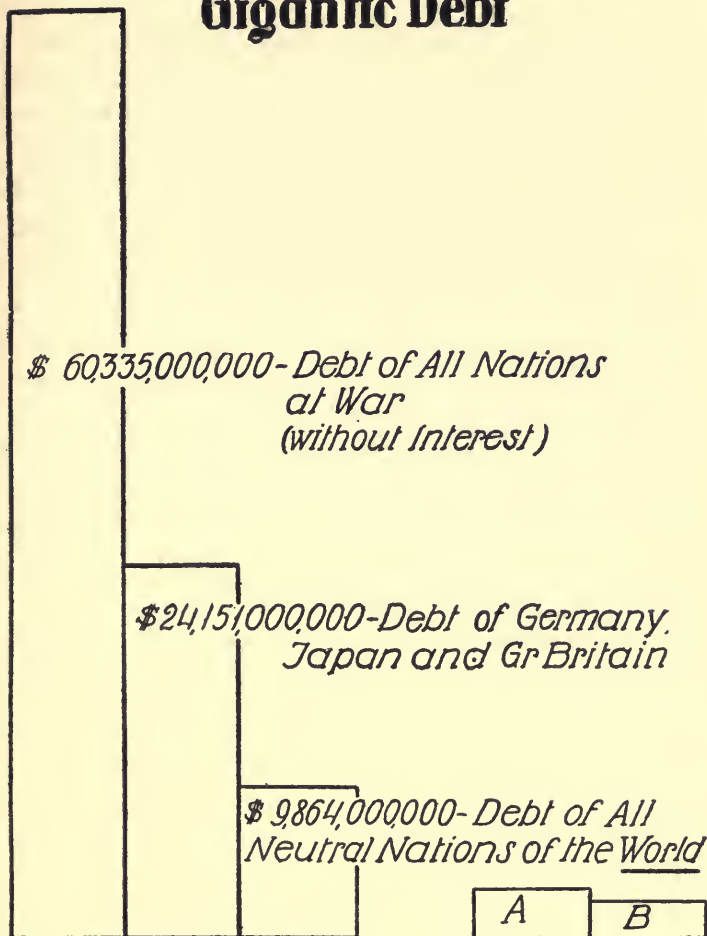 Gigantic Debt
$ 60,335,000,000 - Debt of All Nations
at War
(without Interest)
$24,151,000,000 - Debt of Germany,
Japan and Gr Britain
$ 9,864,000,000 - Debt of All
Neutral Nations of the World
A
B